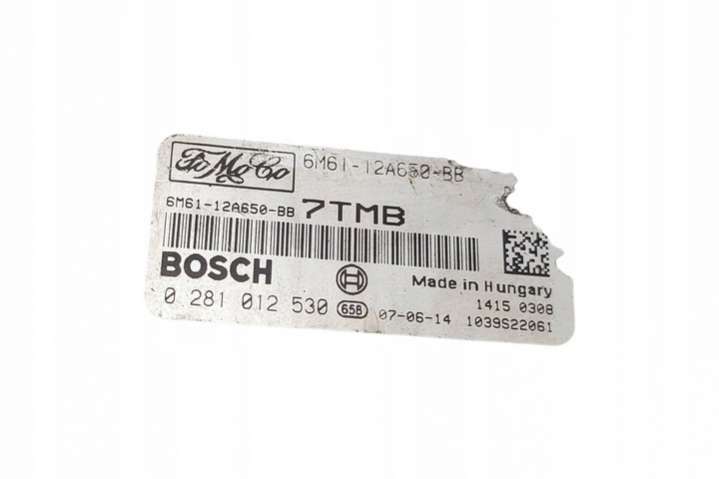 FoMoCo 6M61-12A650-BB
6M61-12A650-BB 7TMB
BOSCH Made in Hungary
1415 0308
0 281 012 530 658 07-06-14 1039S22061